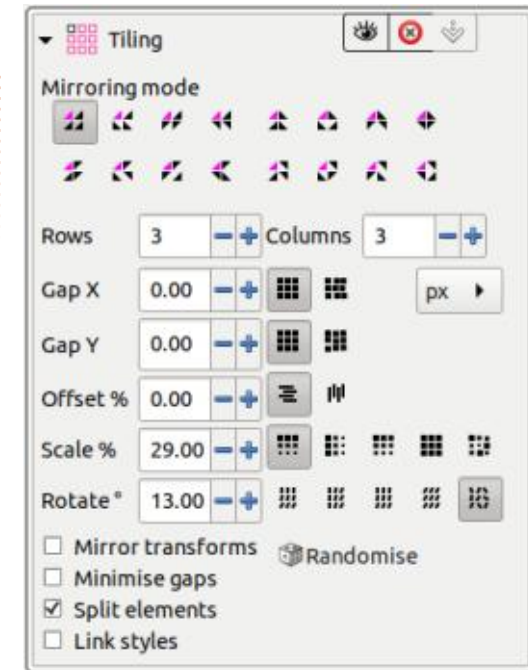 Tiling
Mirroring mode
Rows 3 Columns 3
Gap X 0.00 px
Gap Y 0.00
Offset % 0.00
Scale % 29.00
Rotate ° 13.00
Mirror transforms
Randomise
Minimise gaps
Split elements
Link styles